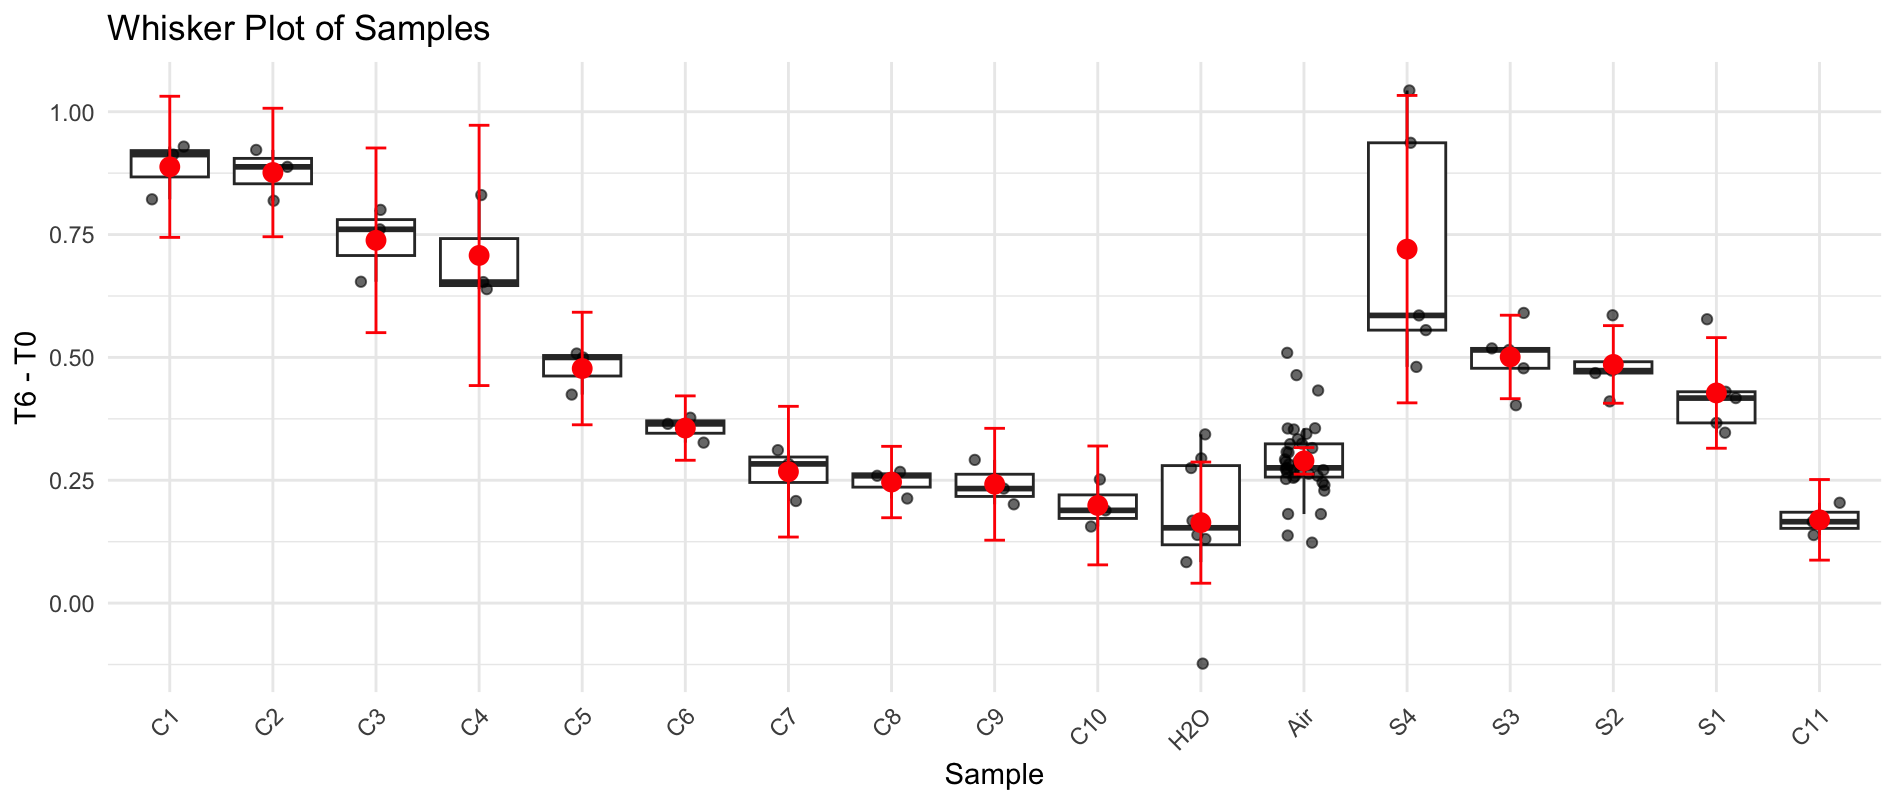 Whisker Plot of Samples
T6 - T0
1.00
0.75
0.50
0.25
0.00
C1 C2 C3 C4 C5 C6 C7 C8 C9 C10 H2O Air S4 S3 S2 S1 C11
Sample